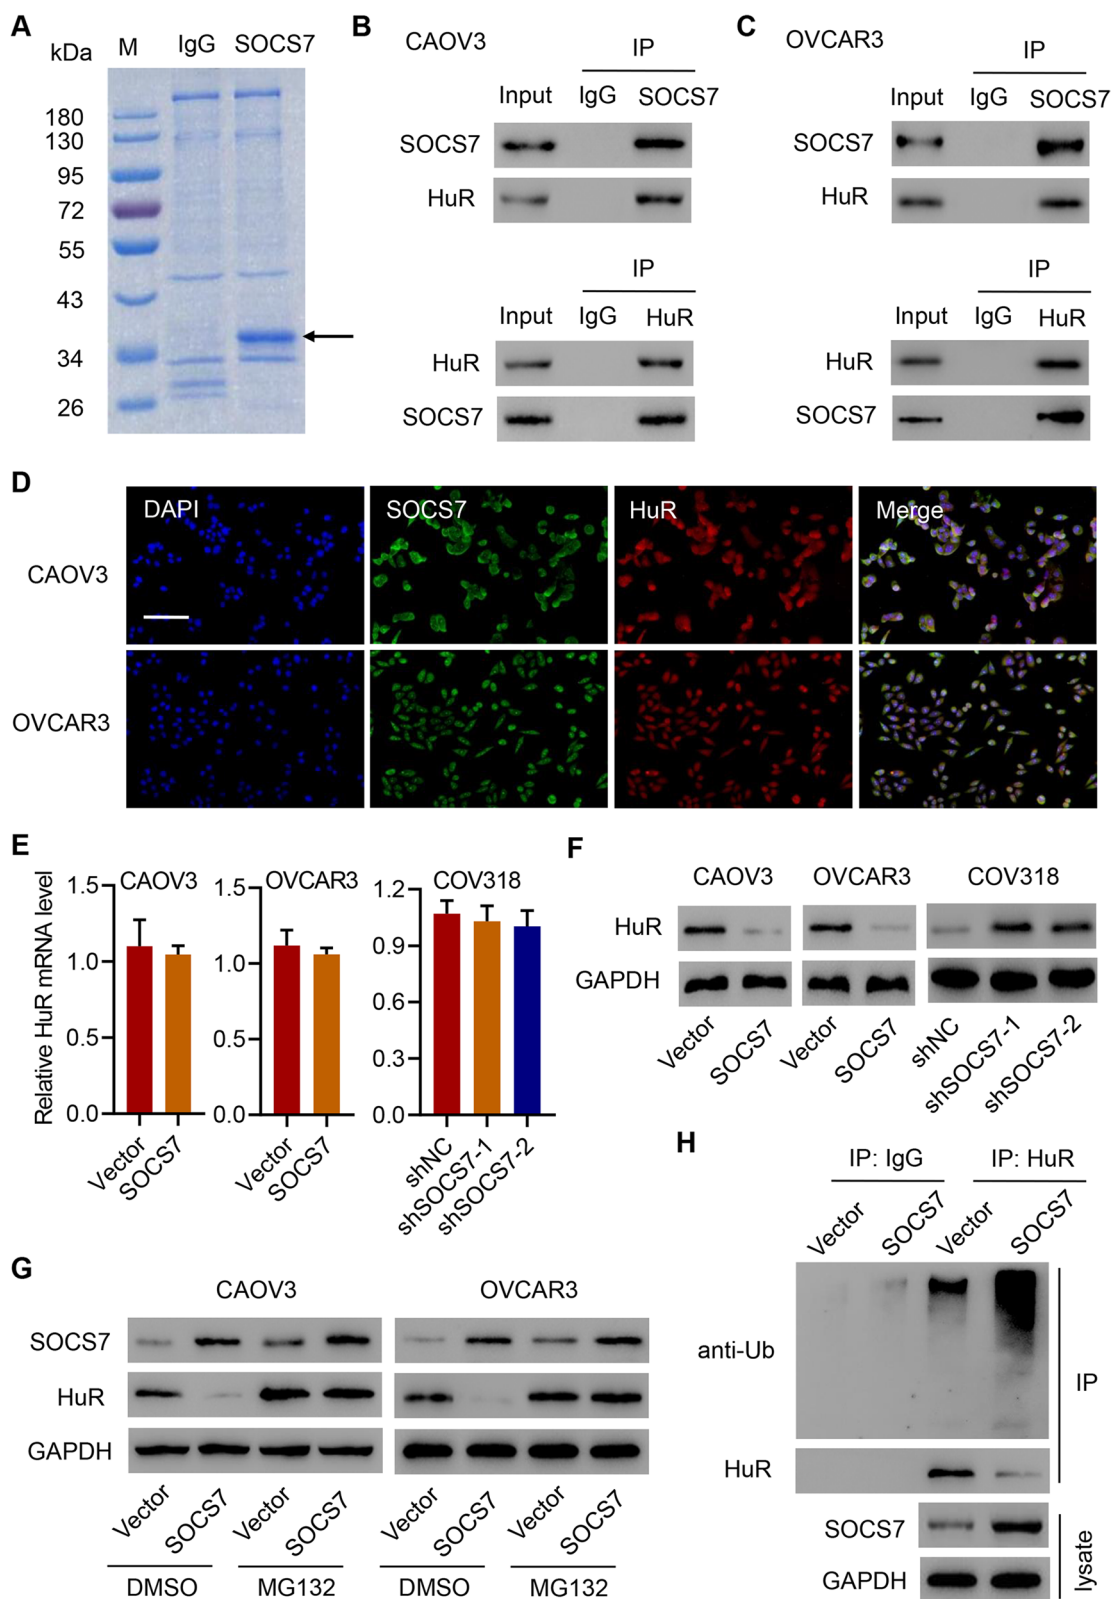 A
kDa
M
IgG
SOCS7
180
130
95
72
55
43
34
26
B
CAOV3
IP
Input
IgG
SOCS7
SOCS7
HuR
IP
Input
IgG
HuR
HuR
SOCS7
C
OVCAR3
IP
Input
IgG
SOCS7
SOCS7
HuR
IP
Input
IgG
HuR
HuR
SOCS7
D
DAPI
SOCS7
HuR
Merge
CAOV3
OVCAR3
E
Relative HuR mRNA level
CAOV3
1.5
1.0
0.5
0.0
Vector
SOCS7
OVCAR3
1.5
1.0
0.5
0.0
Vector
SOCS7
COV318
1.2
0.9
0.6
0.3
0.0
shNC
shSOCS7-1
shSOCS7-2
F
CAOV3
OVCAR3
COV318
HuR
GAPDH
Vector
SOCS7
Vector
SOCS7
shNC
shSOCS7-1
shSOCS7-2
G
CAOV3
OVCAR3
SOCS7
HuR
GAPDH
Vector
SOCS7
Vector
SOCS7
Vector
SOCS7
Vector
SOCS7
DMSO
MG132
DMSO
MG132
H
IP: IgG
IP: HuR
Vector
SOCS7
Vector
SOCS7
anti-Ub
IP
HuR
SOCS7
GAPDH
lysate